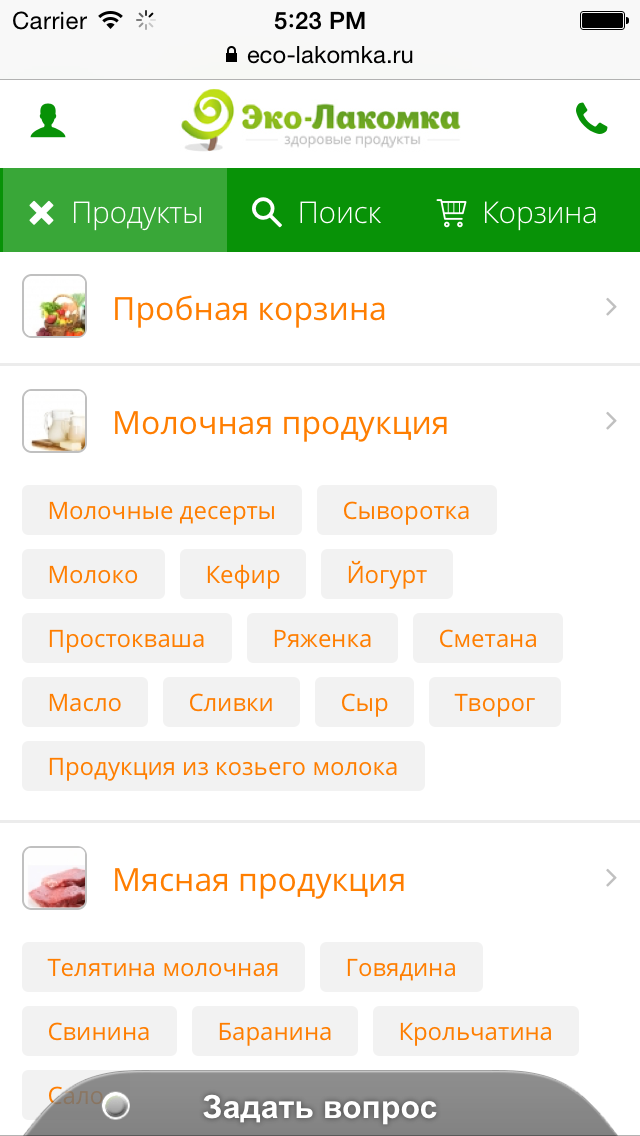 Carrier 5:23 PM
eco-lakomka.ru
Эко-Лакомка
здоровые продукты
Продукты Поиск Корзина
Пробная корзина
Молочная продукция
Молочные десерты Сыворотка
Молоко Кефир Йогурт
Простокваша Ряженка Сметана
Масло Сливки Сыр Творог
Продукция из козьего молока
Мясная продукция
Телятина молочная Говядина
Свинина Баранина Крольчатина
Сало
Задать вопрос